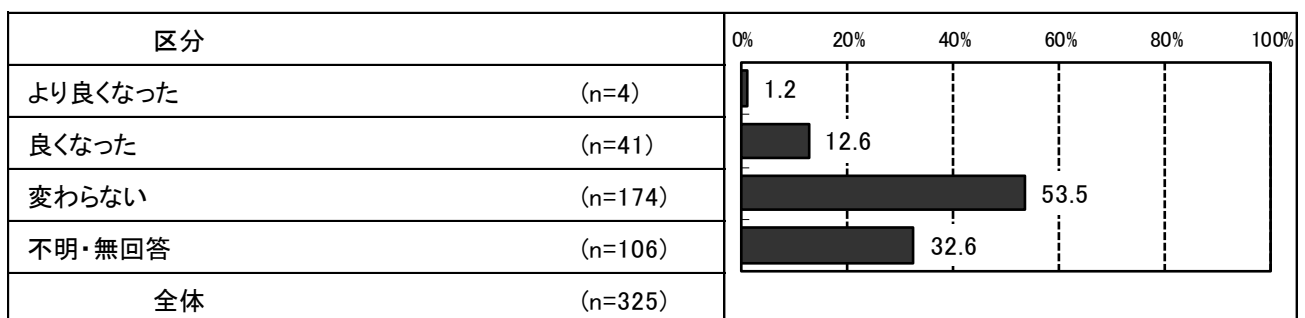 区分 0% 20% 40% 60% 80% 100%
より良くなった (n=4) 1.2
良くなった (n=41) 12.6
変わらない (n=174) 53.5
不明・無回答 (n=106) 32.6
全体 (n=325)